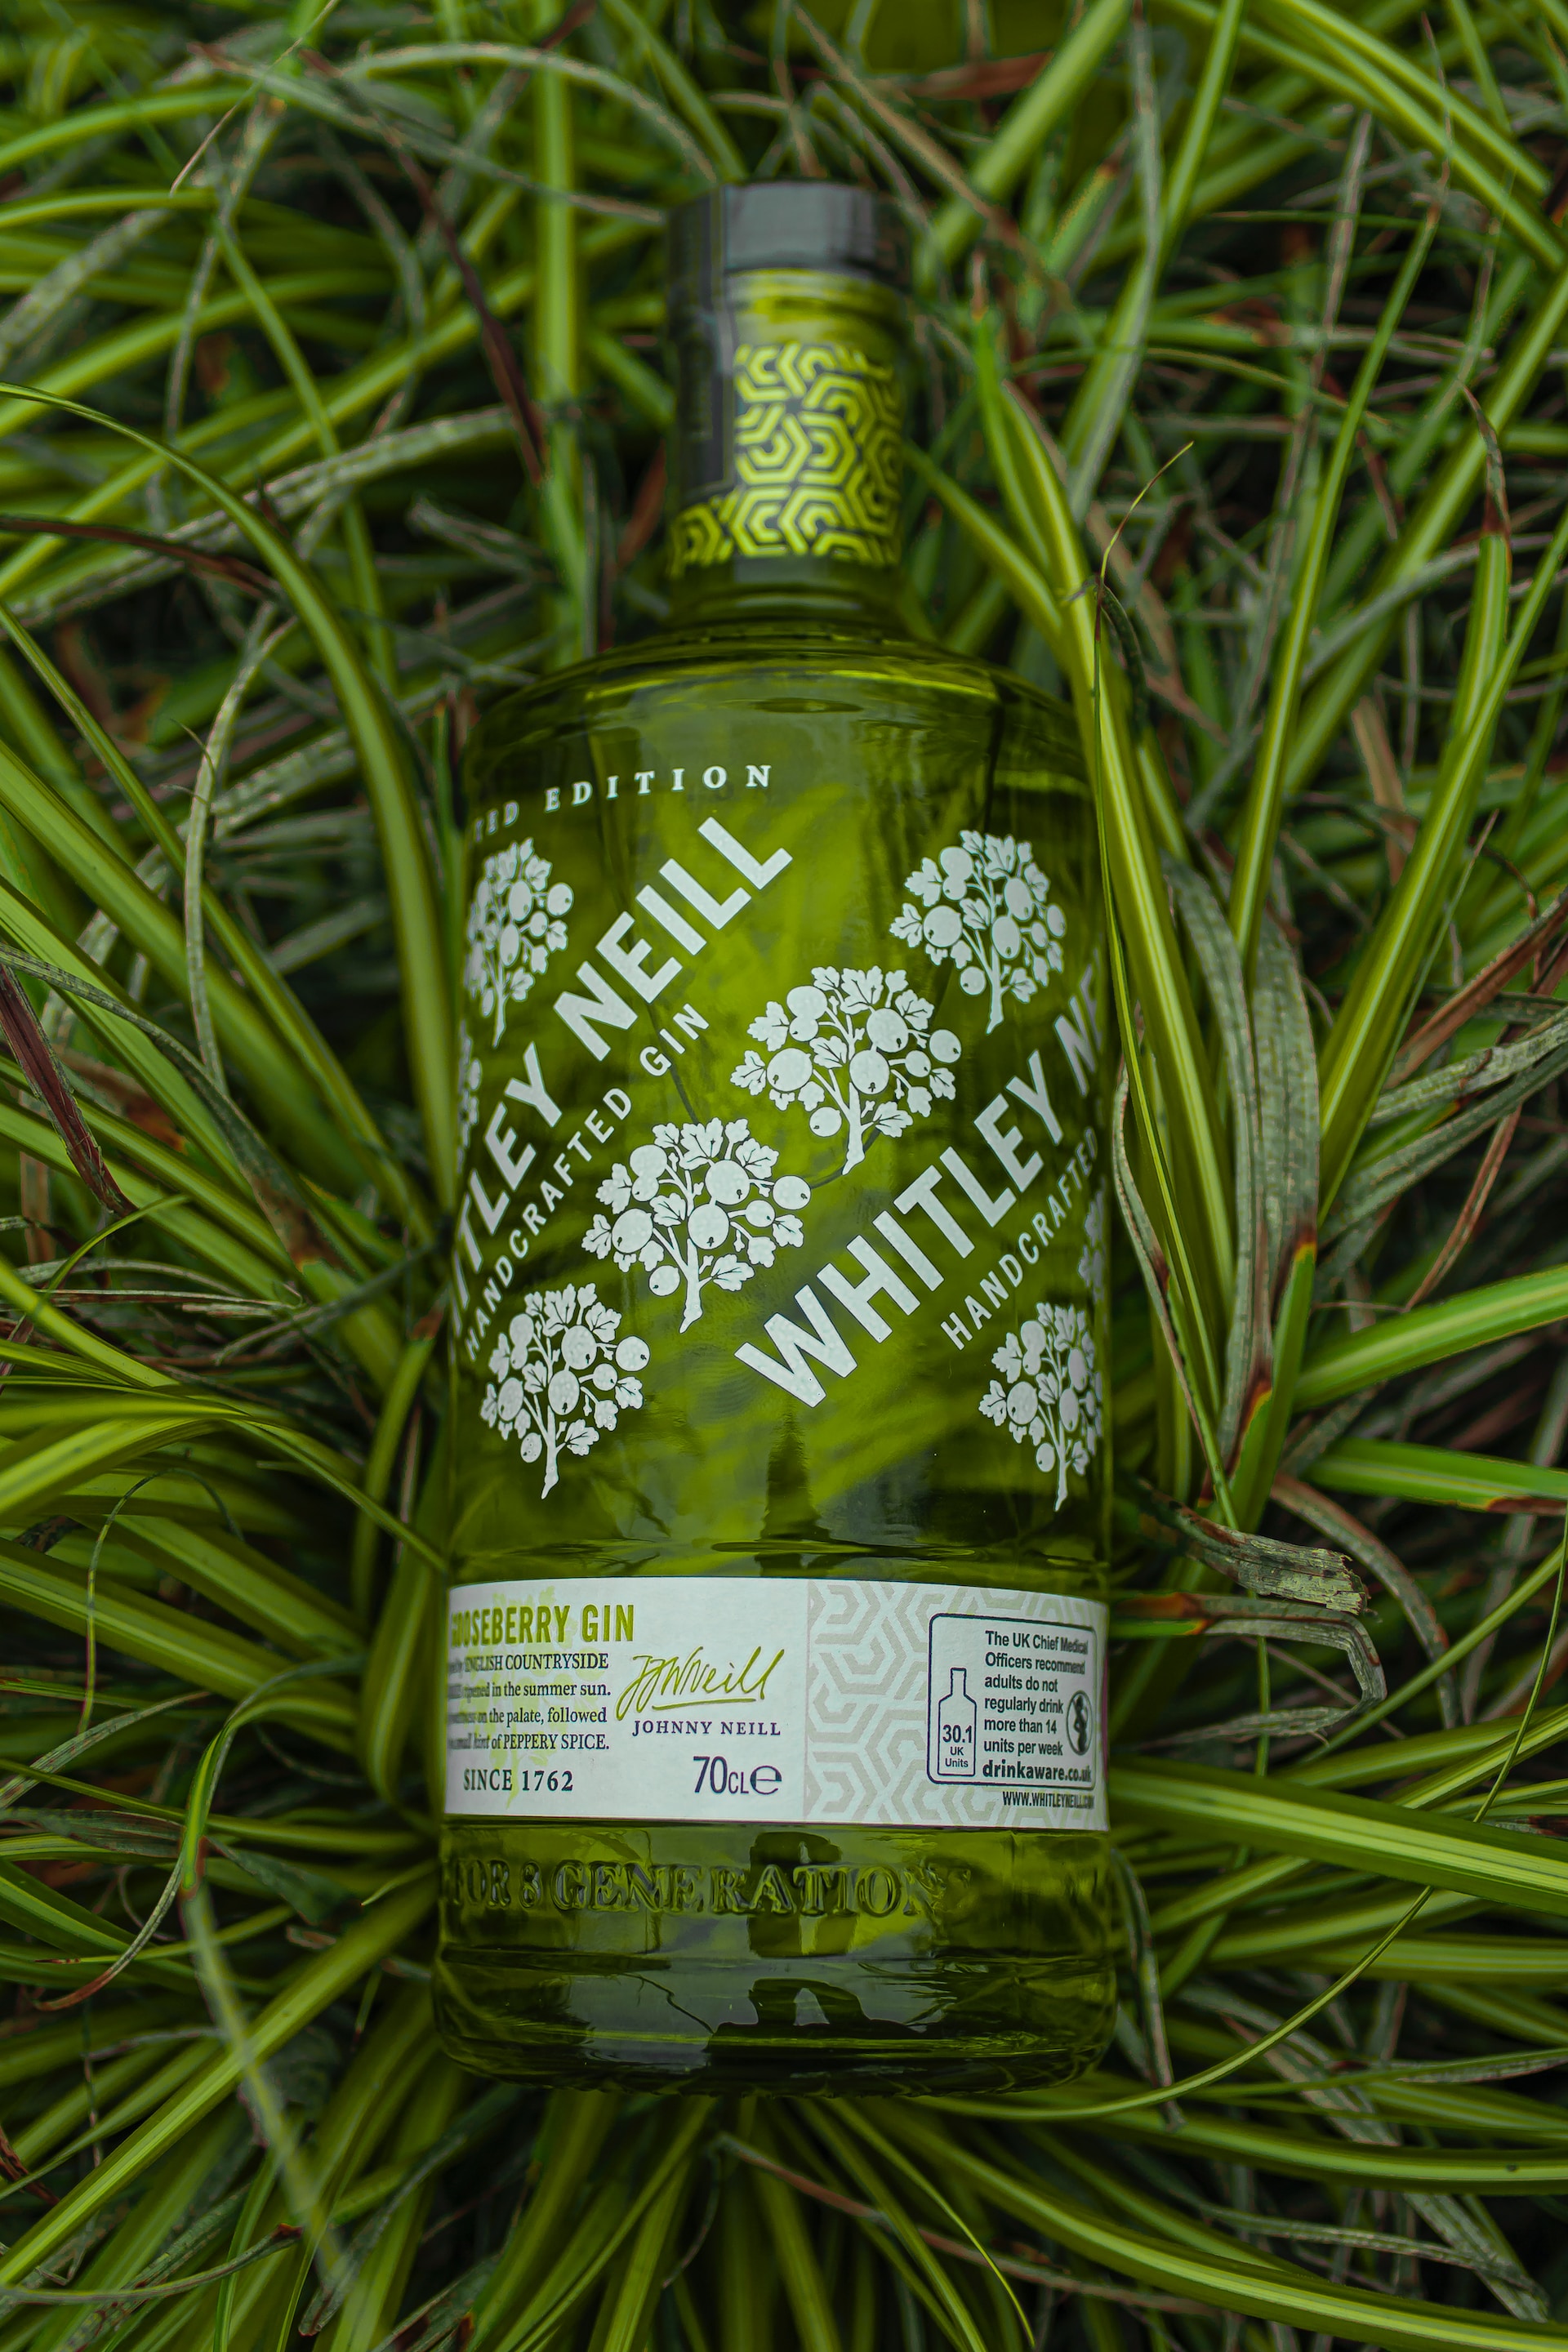 EDITION
NEILL
HANDCRAFTED GIN
WHITLEY
HANDCRAFTED
GOOSEBERRY GIN
ENGLISH COUNTRYSIDE
ripened in the summer sun.
on the palate, followed
small hint of PEPPERY SPICE.
SINCE 1762
JJWNeill
JOHNNY NEILL
70CL℮
30.1
UK
Units
The UK Chief Medical
Officers recommend
adults do not
regularly drink
more than 14
units per week
drinkaware.co.uk
WWW.WHITLEYNEILL.COM
FOR 8 GENERATIONS